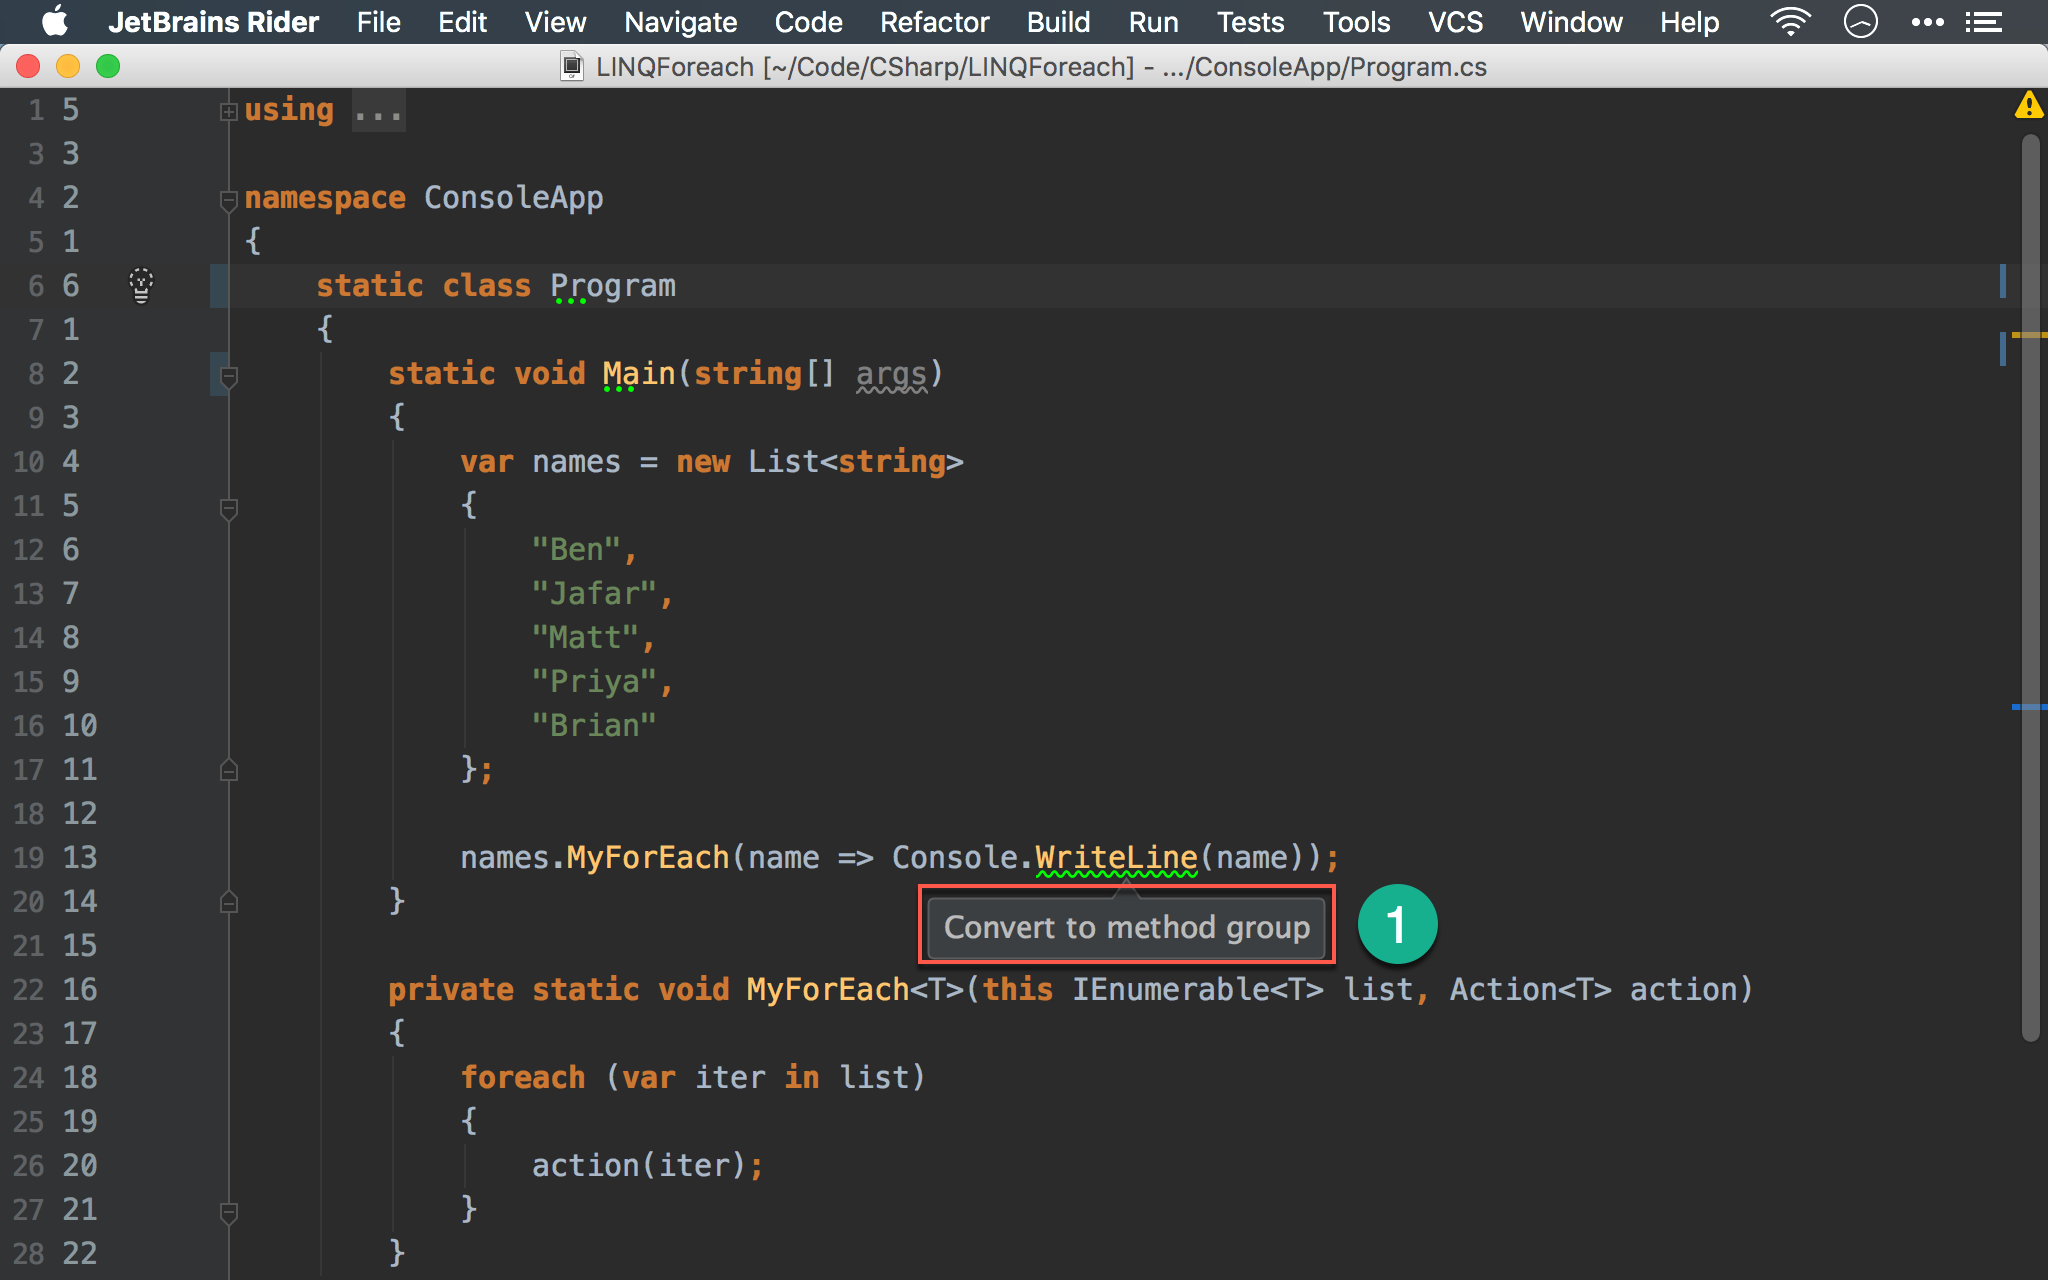 JetBrains Rider File Edit View Navigate Code Refactor Build Run Tests Tools VCS Window Help
LINQForeach [~/Code/CSharp/LINQForeach] - .../ConsoleApp/Program.cs
1 5 using ...
3 3
4 2 namespace ConsoleApp
5 1 {
6 6 static class Program
7 1 {
8 2 static void Main(string[] args)
9 3 {
10 4 var names = new List<string>
11 5 {
12 6 "Ben",
13 7 "Jafar",
14 8 "Matt",
15 9 "Priya",
16 10 "Brian"
17 11 };
18 12
19 13 names.MyForEach(name => Console.WriteLine(name));
20 14 }
Convert to method group 1
21 15
22 16 private static void MyForEach<T>(this IEnumerable<T> list, Action<T> action)
23 17 {
24 18 foreach (var iter in list)
25 19 {
26 20 action(iter);
27 21 }
28 22 }